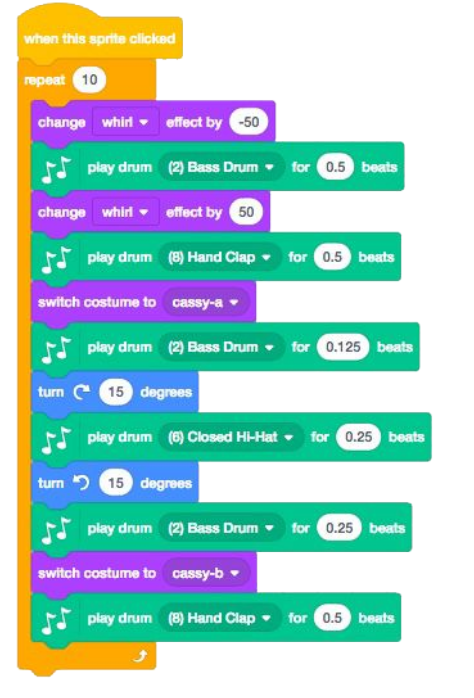 when this sprite clicked
repeat 10
change whirl effect by -50
play drum (2) Bass Drum for 0.5 beats
change whirl effect by 50
play drum (8) Hand Clap for 0.5 beats
switch costume to cassy-a
play drum (2) Bass Drum for 0.125 beats
turn 15 degrees
play drum (6) Closed Hi-Hat for 0.25 beats
turn 15 degrees
play drum (2) Bass Drum for 0.25 beats
switch costume to cassy-b
play drum (8) Hand Clap for 0.5 beats